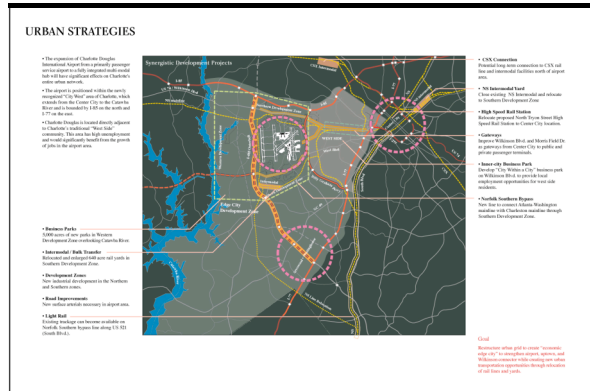 URBAN STRATEGIES
• The expansion of Charlotte Douglas
International Airport from a primarily passenger
service airport to a fully integrated multi-modal
hub will have significant effects on Charlotte's
entire urban network.
• The airport is positioned within the newly
recognized "City West" area of Charlotte, which
extends from the Center City to the Catawba
River and is bounded by I-85 on the north and
I-77 on the east.
• Charlotte Douglas is located directly adjacent
to Charlotte's traditional "West Side"
community. This area has high unemployment
and would significantly benefit from the growth
of jobs in the airport area.
• Business Parks
5,000 acres of new parks in Western
Development Zone overlooking Catawba River.
• Intermodal / Bulk Transfer
Relocated and enlarged 640 acre rail yards in
Southern Development Zone.
• Development Zones
New industrial development in the Northern
and Southern zones.
• Road Improvements
New surface arterials necessary in airport area.
• Light Rail
Existing trackage can become available on
Norfolk Southern bypass line along US 521
(South Blvd.).
Synergistic Development Projects
CSX Intermodal
I-85
WEST SIDE
Edge City
Development Zone
Catawba River
I-77
• CSX Connection
Potential long term connection to CSX rail
line and intermodal facilities north of airport
area.
• NS Intermodal Yard
Close existing NS Intermodal and relocate
to Southern Development Zone
• High Speed Rail Station
Relocate proposed North Tryon Street High
Speed Rail Station to Center City location.
• Gateways
Improve Wilkinson Blvd. and Morris Field Dr.
as gateways from Center City to public and
private passenger terminals.
• Inner-city Business Park
Develop "City Within a City" business park
on Wilkinson Blvd. to provide local
employment opportunities for west side
residents.
• Norfolk Southern Bypass
New line to connect Atlanta-Washington
mainline with Charleston mainline through
Southern Development Zone.
Goal
Restructure urban grid to create "economic
edge city" to strengthen airport, uptown, and
Wilkinson connector while creating new urban
transportation opportunities through relocation
of rail lines and yards.